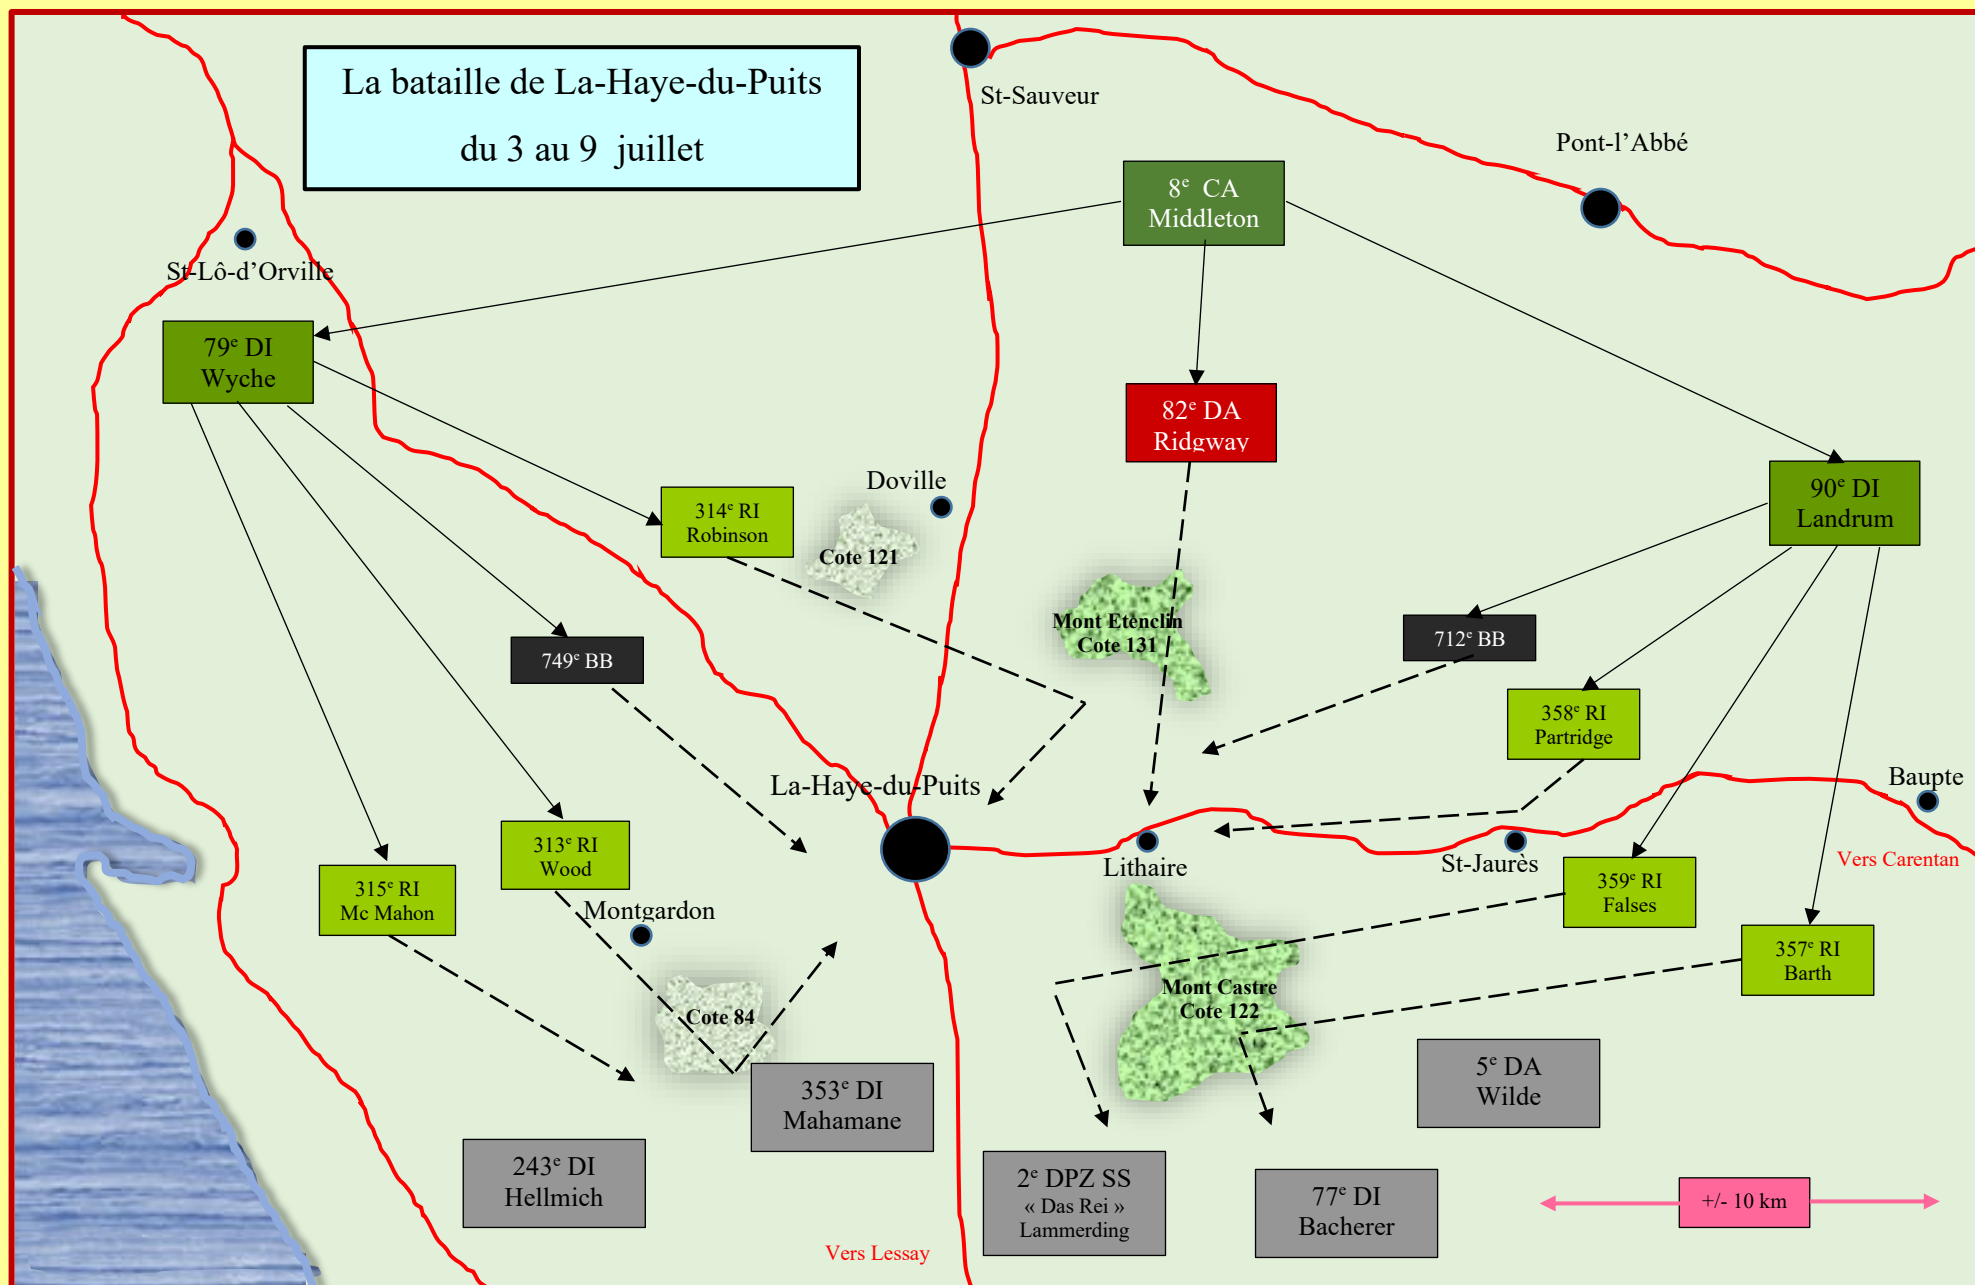 La bataille de La-Haye-du-Puits
du 3 au 9 juillet
St-Sauveur
Pont-l'Abbé
8e CA
Middleton
St-Lô-d'Orville
79e DI
Wyche
82e DA
Ridgway
Doville
90e DI
Landrum
314e RI
Robinson
Cote 121
Mont Etenclin
Cote 131
712e BB
749e BB
358e RI
Partridge
La-Haye-du-Puits
Baupte
313e RI
Wood
Lithaire
St-Jaurès
Vers Carentan
315e RI
Mc Mahon
359e RI
Falses
Montgardon
357e RI
Barth
Mont Castre
Cote 122
Cote 84
353e DI
Mahamane
5e DA
Wilde
243e DI
Hellmich
2e DPZ SS
« Das Rei »
Lammerding
77e DI
Bacherer
+/- 10 km
Vers Lessay